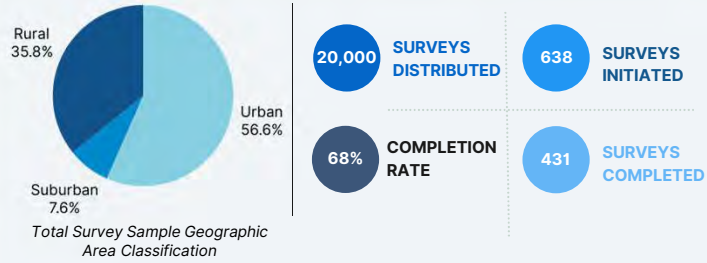 Rural
35.8%
Urban
56.6%
Suburban
7.6%
Total Survey Sample Geographic
Area Classification
20,000
SURVEYS
DISTRIBUTED
638
SURVEYS
INITIATED
68%
COMPLETION
RATE
431
SURVEYS
COMPLETED